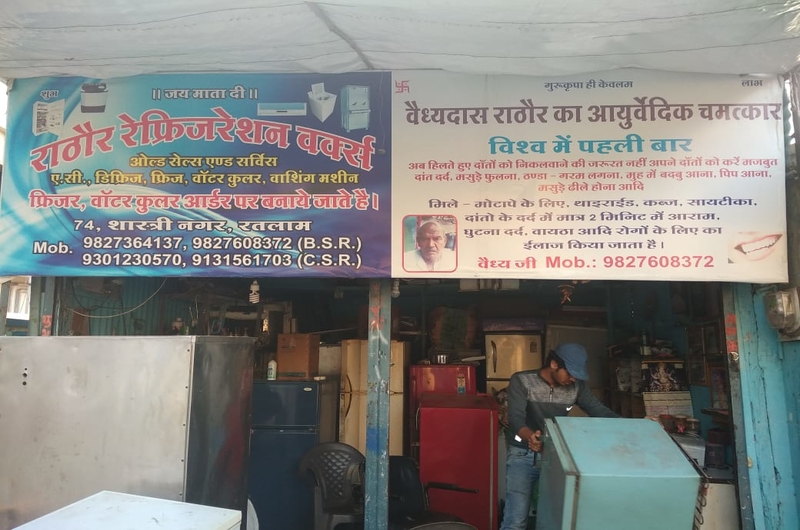 शुभ
॥ जय माता दी ॥
राठौर रेफ्रिजरेशन वर्क्स
ओल्ड सेल्स एण्ड सर्विस
ए.सी., डिफ्रिज, फ्रिज, वॉटर कुलर, वाशिंग मशीन
फ्रिजर, वॉटर कुलर आर्डर पर बनाये जाते है।
74, शास्त्री नगर, रतलाम
Mob. 9827364137, 9827608372 (B.S.R.)
9301230570, 9131561703 (C.S.R.)
गुरूकृपा ही केवलम
लाभ
वैध्यदास राठौर का आयुर्वेदिक चमत्कार
विश्व में पहली बार
अब हिलते हुए दाँतों को निकलवाने की जरूरत नहीं अपने दाँतों को करें मजबुत
दांत दर्द, मसुड़े फुलना, ठण्डा - गरम लगना, मुह में बदबु आना, पिप आना,
मसुड़े ढीले होना आदि
मिले - मोटापे के लिए, थाइराईड, कब्ज, सायटीका,
दांतो के दर्द में मात्र 2 मिनिट में आराम,
घुटना दर्द, वायठा आदि रोगों के लिए का
ईलाज किया जाता है।
वैध्य जी Mob.: 9827608372